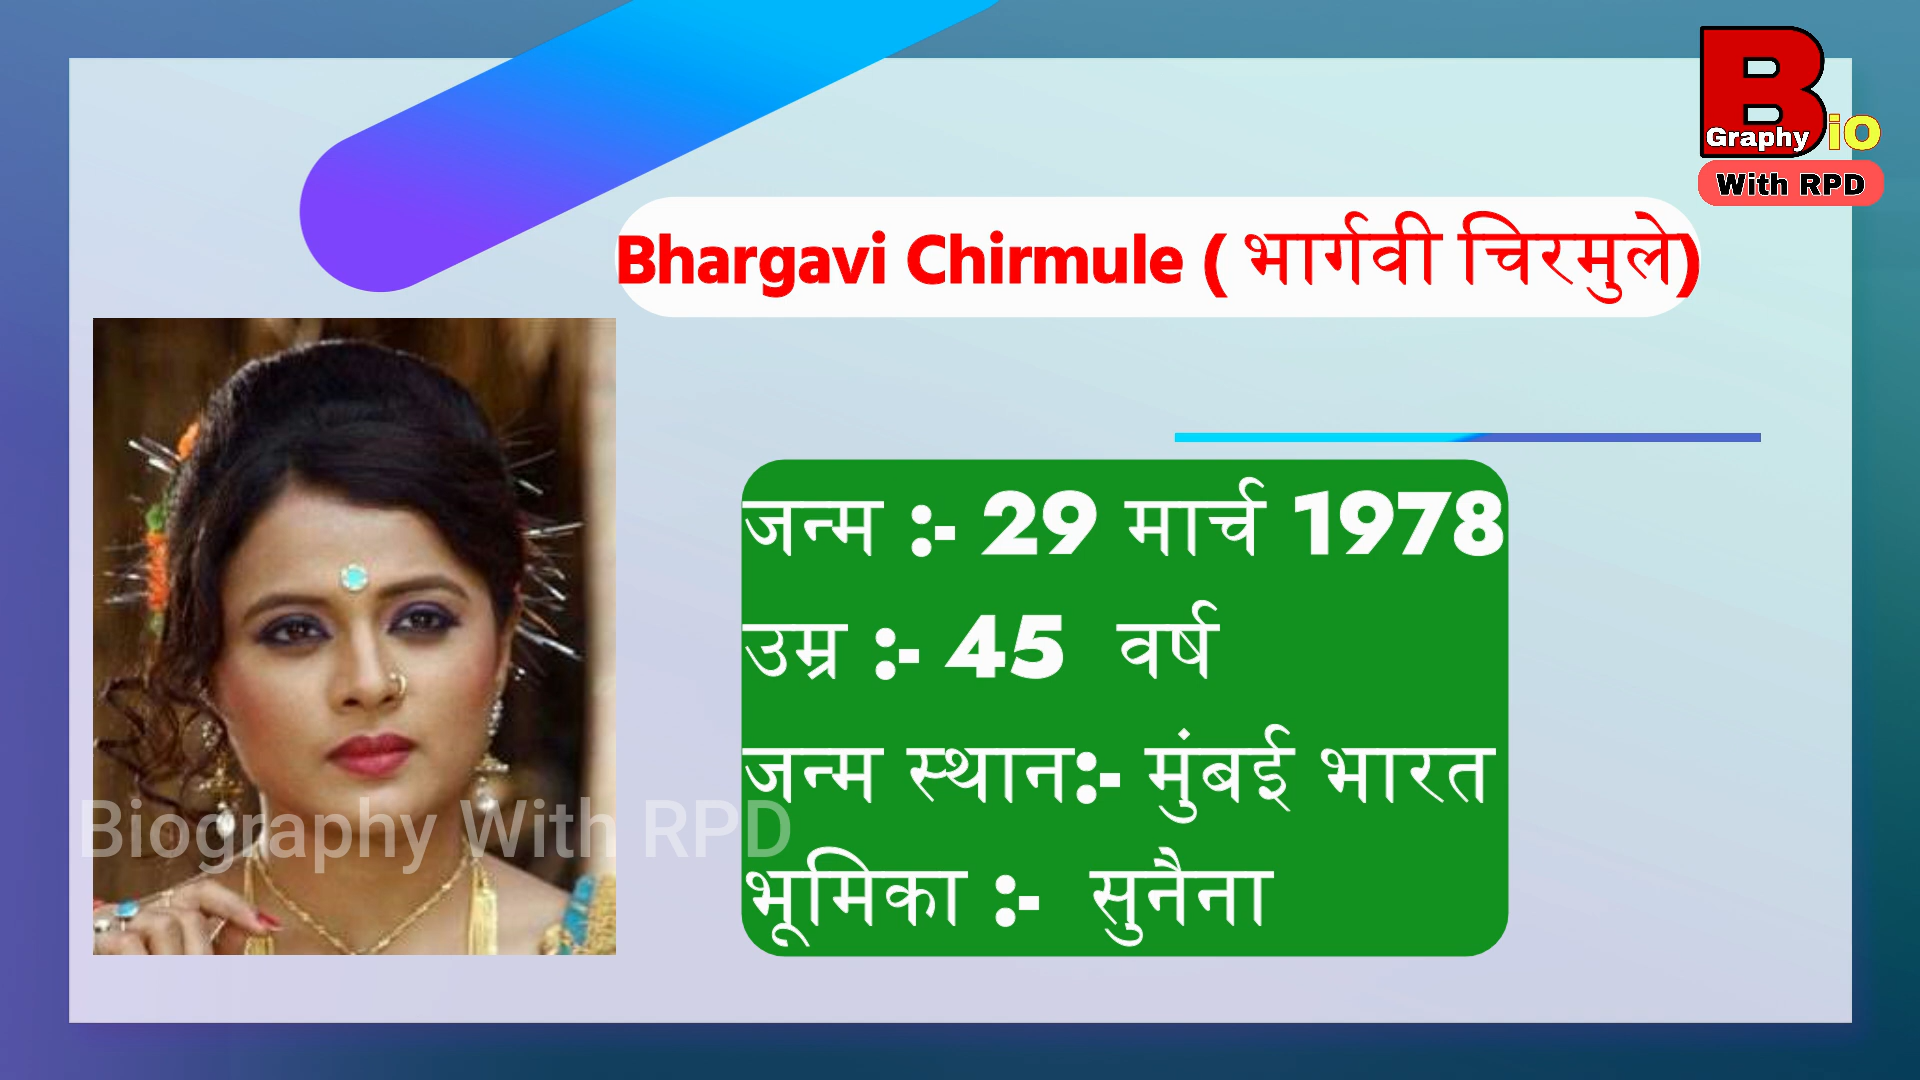 B
Graphy io
With RPD
Bhargavi Chirmule ( भार्गवी चिरमुले)
जन्म :- 29 मार्च 1978
उम्र :- 45 वर्ष
जन्म स्थान:- मुंबई भारत
भूमिका :- सुनैना
Biography With RPD